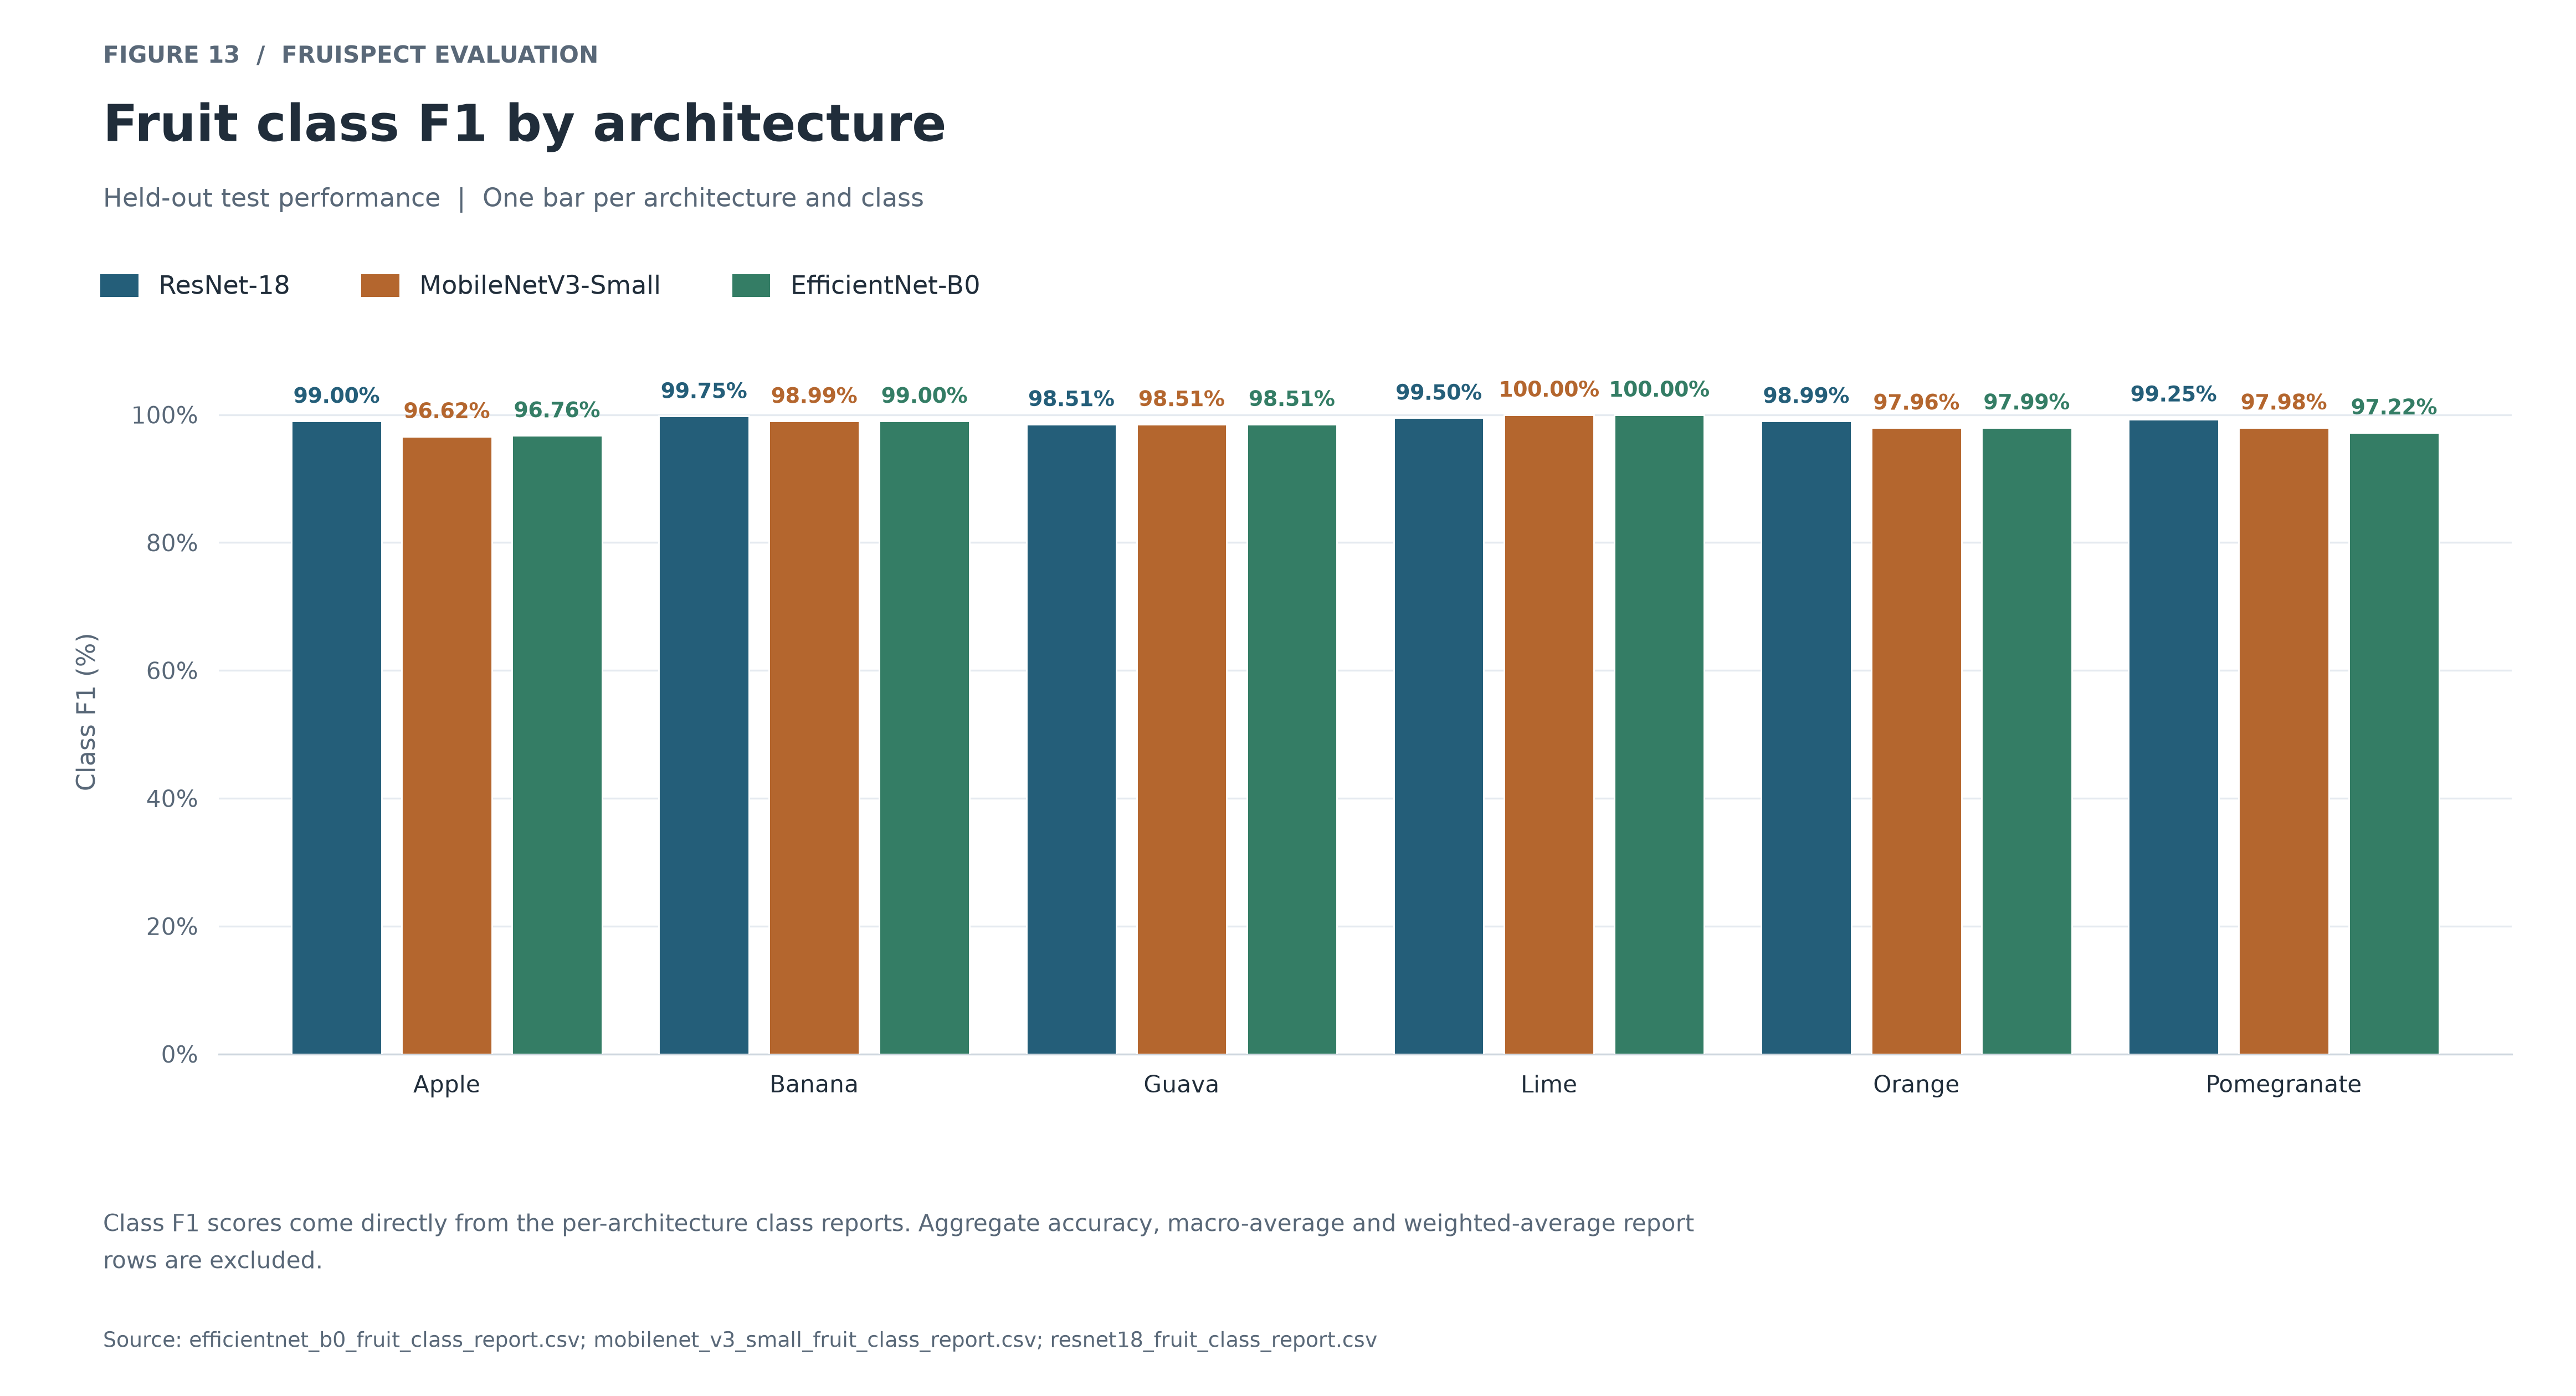 FIGURE 13 / FRUISPECT EVALUATION
Fruit class F1 by architecture
Held-out test performance | One bar per architecture and class
ResNet-18 MobileNetV3-Small EfficientNet-B0
99.00% 96.62% 96.76% 99.75% 98.99% 99.00% 98.51% 98.51% 98.51% 99.50% 100.00% 100.00% 98.99% 97.96% 97.99% 99.25% 97.98% 97.22%
100%
80%
60%
40%
20%
0%
Class F1 (%)
Apple Banana Guava Lime Orange Pomegranate
Class F1 scores come directly from the per-architecture class reports. Aggregate accuracy, macro-average and weighted-average report
rows are excluded.
Source: efficientnet_b0_fruit_class_report.csv; mobilenet_v3_small_fruit_class_report.csv; resnet18_fruit_class_report.csv